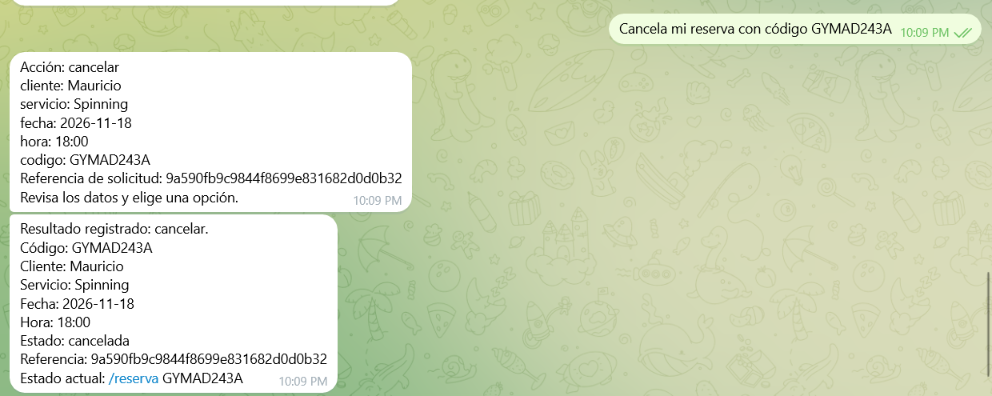 Cancela mi reserva con código GYMAD243A
10:09 PM
Acción: cancelar
cliente: Mauricio
servicio: Spinning
fecha: 2026-11-18
hora: 18:00
codigo: GYMAD243A
Referencia de solicitud: 9a590fb9c9844f8699e831682d0d0b32
Revisa los datos y elige una opción.
10:09 PM
Resultado registrado: cancelar.
Código: GYMAD243A
Cliente: Mauricio
Servicio: Spinning
Fecha: 2026-11-18
Hora: 18:00
Estado: cancelada
Referencia: 9a590fb9c9844f8699e831682d0d0b32
Estado actual: /reserva GYMAD243A
10:09 PM